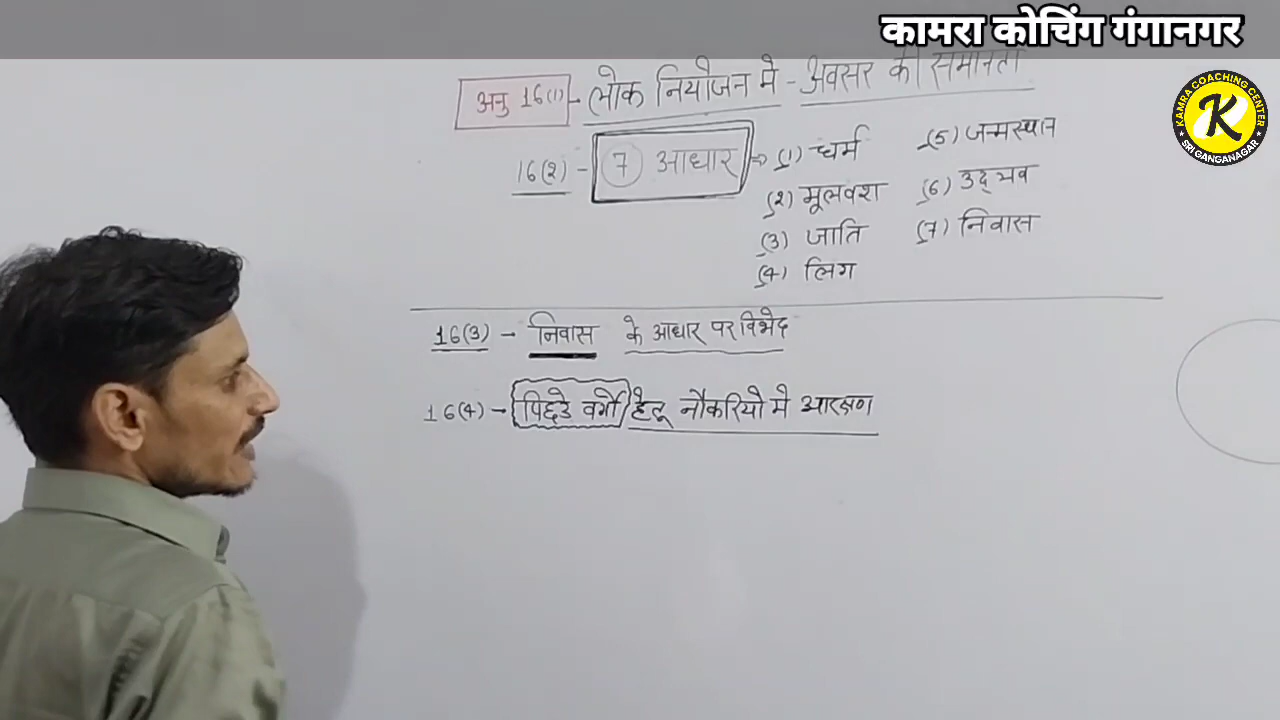 कामरा कोचिंग गंगानगर
KAMRA COACHING CENTER
K
SRI GANGANAGAR
अनु 16(1) - लोक नियोजन मे - अवसर की समानता
16(2) - 7 आधार => (1) धर्म
(2) मूलवश
(3) जाति
(4) लिग
(5) जन्मस्थान
(6) उद्भव
(7) निवास
16(3) - निवास के आधार पर विभेद
16(4) - पिछडे वर्गो हेतू नौकरियो मे आरक्षण